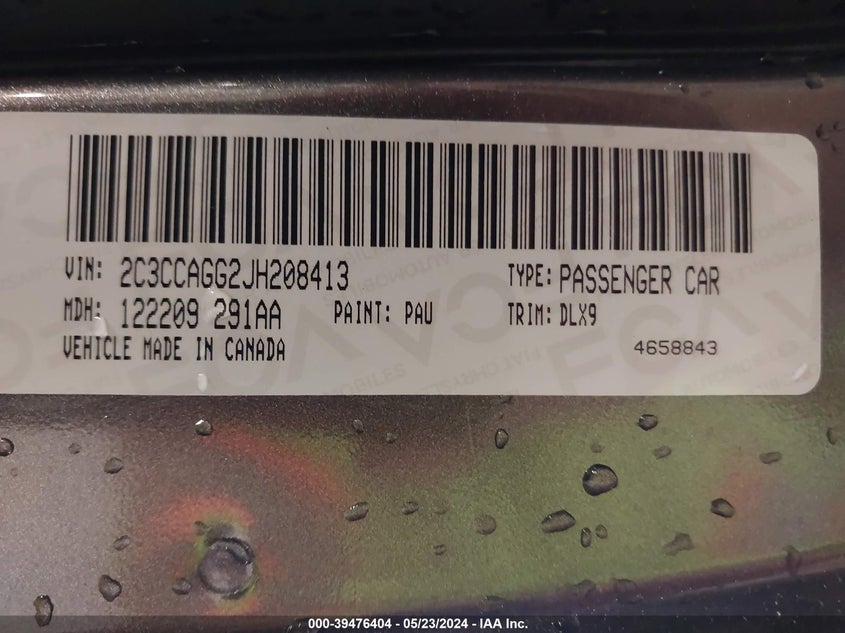 VIN: 2C3CCAGG2JH208413 TYPE: PASSENGER CAR
MDH: 122209 291AA PAINT: PAU TRIM: DLX9
VEHICLE MADE IN CANADA 4658843
000-39476404 - 05/23/2024 - IAA Inc.